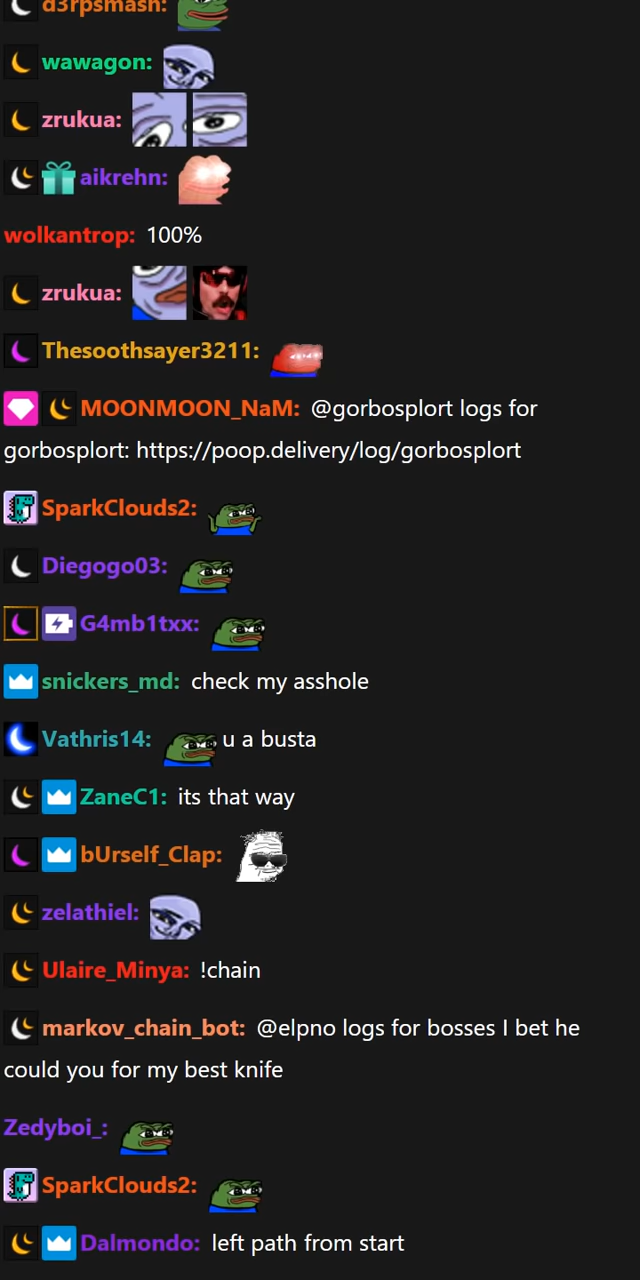 d3rpsmash:
wawagon:
zrukua:
aikrehn:
wolkantrop: 100%
zrukua:
Thesoothsayer3211:
MOONMOON_NaM: @gorbosplort logs for
gorbosplort: https://poop.delivery/log/gorbosplort
SparkClouds2:
Diegogo03:
G4mb1txx:
snickers_md: check my asshole
Vathris14: u a busta
ZaneC1: its that way
bUrself_Clap:
zelathiel:
Ulaire_Minya: !chain
markov_chain_bot: @elpno logs for bosses I bet he
could you for my best knife
Zedyboi_:
SparkClouds2:
Dalmondo: left path from start